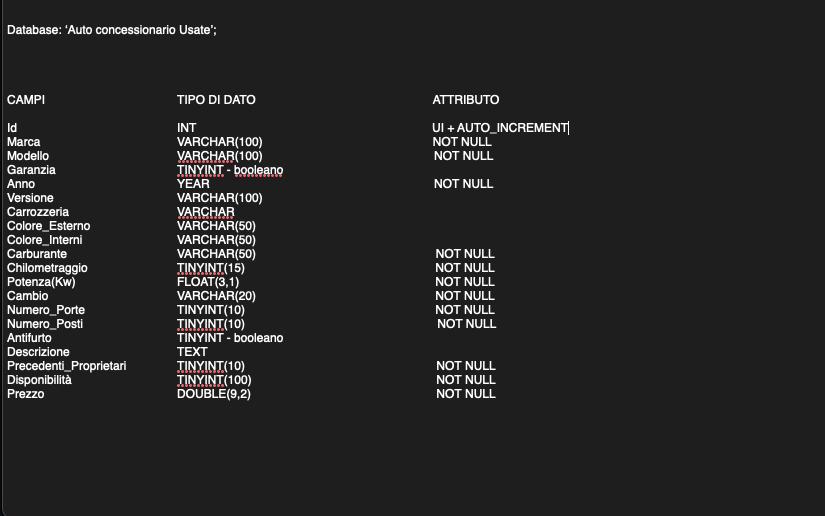 Database: ‘Auto concessionario Usate’;
CAMPI TIPO DI DATO ATTRIBUTO
Id INT UI + AUTO_INCREMENT
Marca VARCHAR(100) NOT NULL
Modello VARCHAR(100) NOT NULL
Garanzia TINYINT - booleano
Anno YEAR NOT NULL
Versione VARCHAR(100)
Carrozzeria VARCHAR
Colore_Esterno VARCHAR(50)
Colore_Interni VARCHAR(50)
Carburante VARCHAR(50) NOT NULL
Chilometraggio TINYINT(15) NOT NULL
Potenza(Kw) FLOAT(3,1) NOT NULL
Cambio VARCHAR(20) NOT NULL
Numero_Porte TINYINT(10) NOT NULL
Numero_Posti TINYINT(10) NOT NULL
Antifurto TINYINT - booleano
Descrizione TEXT
Precedenti_Proprietari TINYINT(10) NOT NULL
Disponibilità TINYINT(100) NOT NULL
Prezzo DOUBLE(9,2) NOT NULL